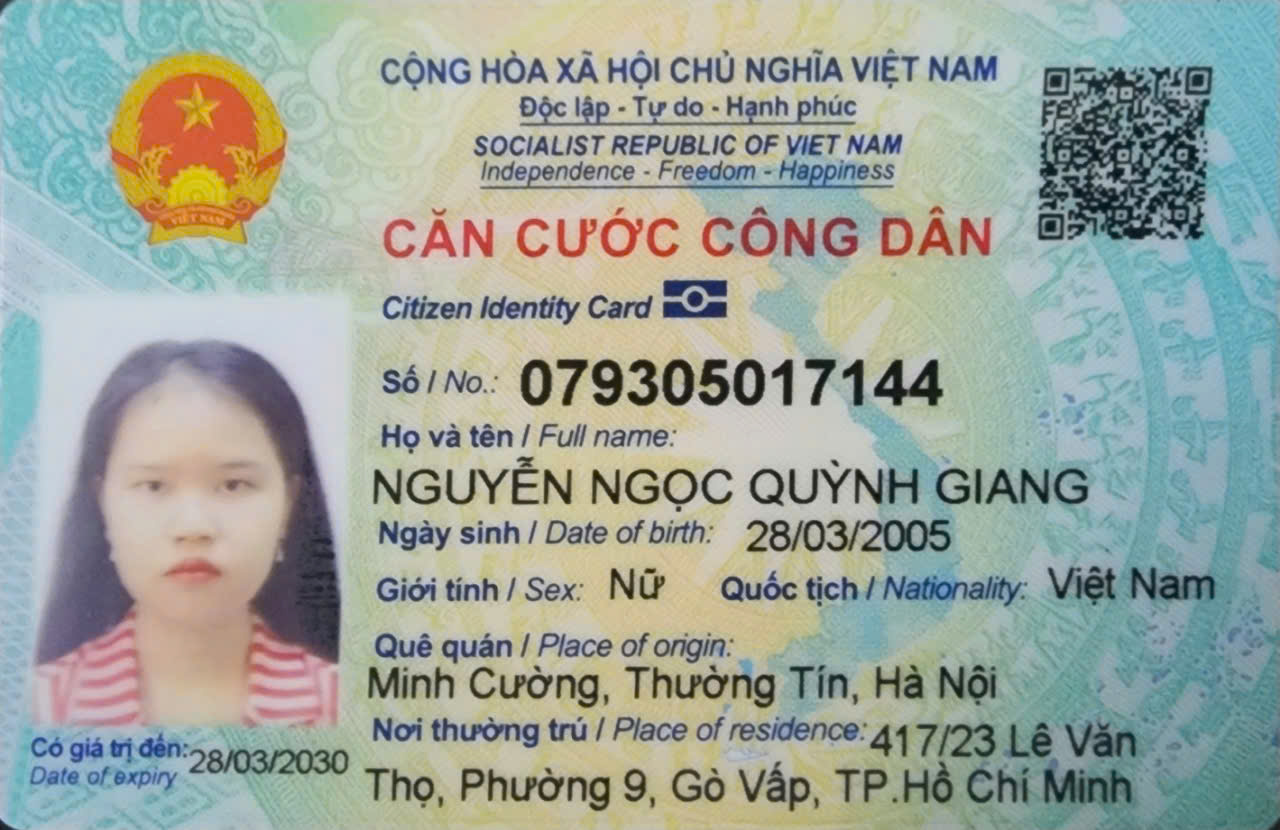 CỘNG HÒA XÃ HỘI CHỦ NGHĨA VIỆT NAM
Độc lập - Tự do - Hạnh phúc
SOCIALIST REPUBLIC OF VIET NAM
Independence - Freedom - Happiness
VIỆT NAM
CĂN CƯỚC CÔNG DÂN
Citizen Identity Card
Số / No.: 079305017144
Họ và tên / Full name:
NGUYỄN NGỌC QUỲNH GIANG
Ngày sinh / Date of birth: 28/03/2005
Giới tính / Sex: Nữ Quốc tịch / Nationality: Việt Nam
Quê quán / Place of origin:
Minh Cường, Thường Tín, Hà Nội
Nơi thường trú / Place of residence: 417/23 Lê Văn
Thọ, Phường 9, Gò Vấp, TP.Hồ Chí Minh
Có giá trị đến: 28/03/2030
Date of expiry